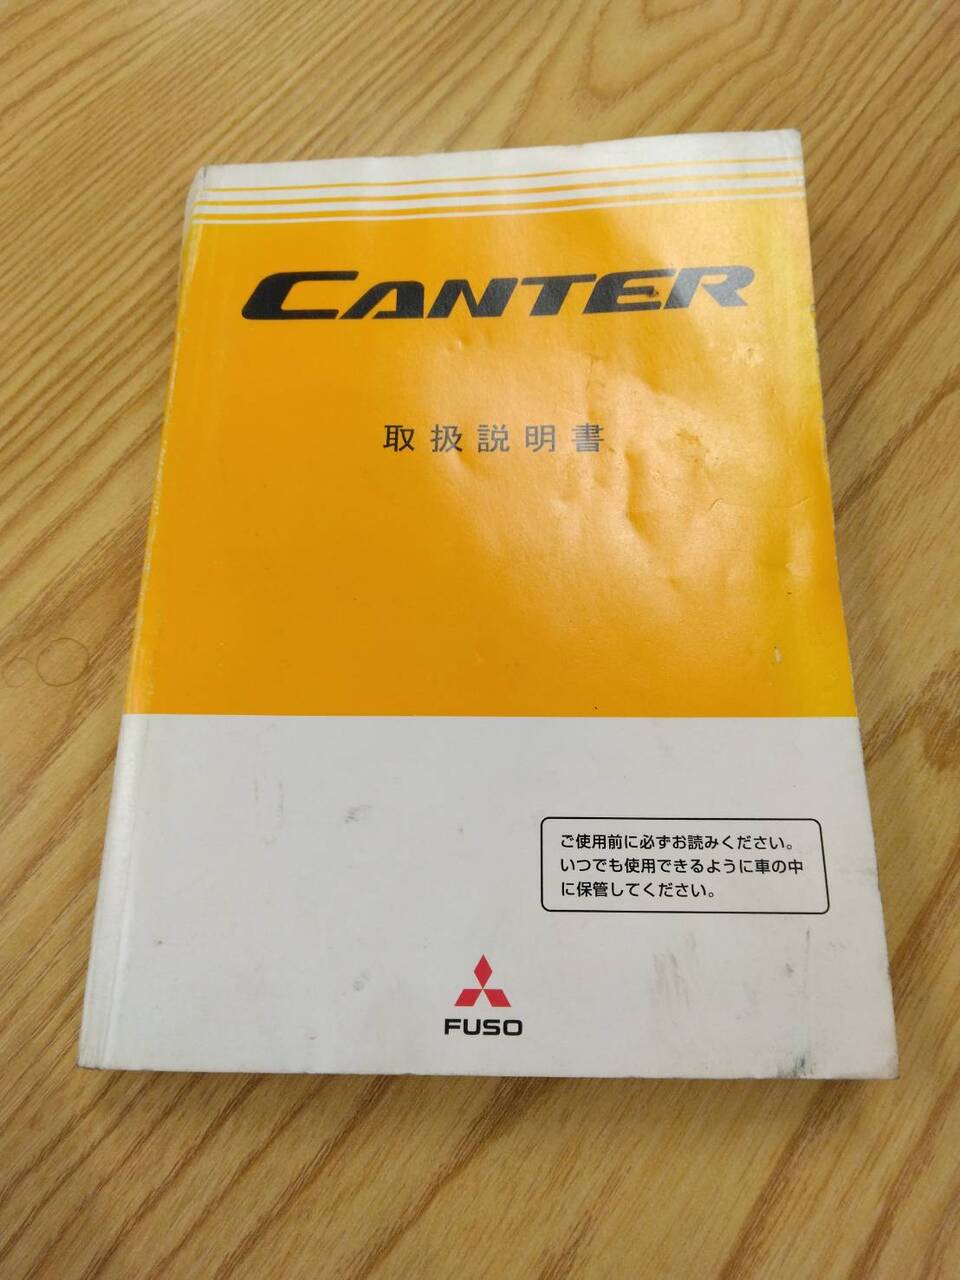 CANTER
取扱説明書
ご使用前に必ずお読みください。
いつでも使用できるように車の中
に保管してください。
FUSO